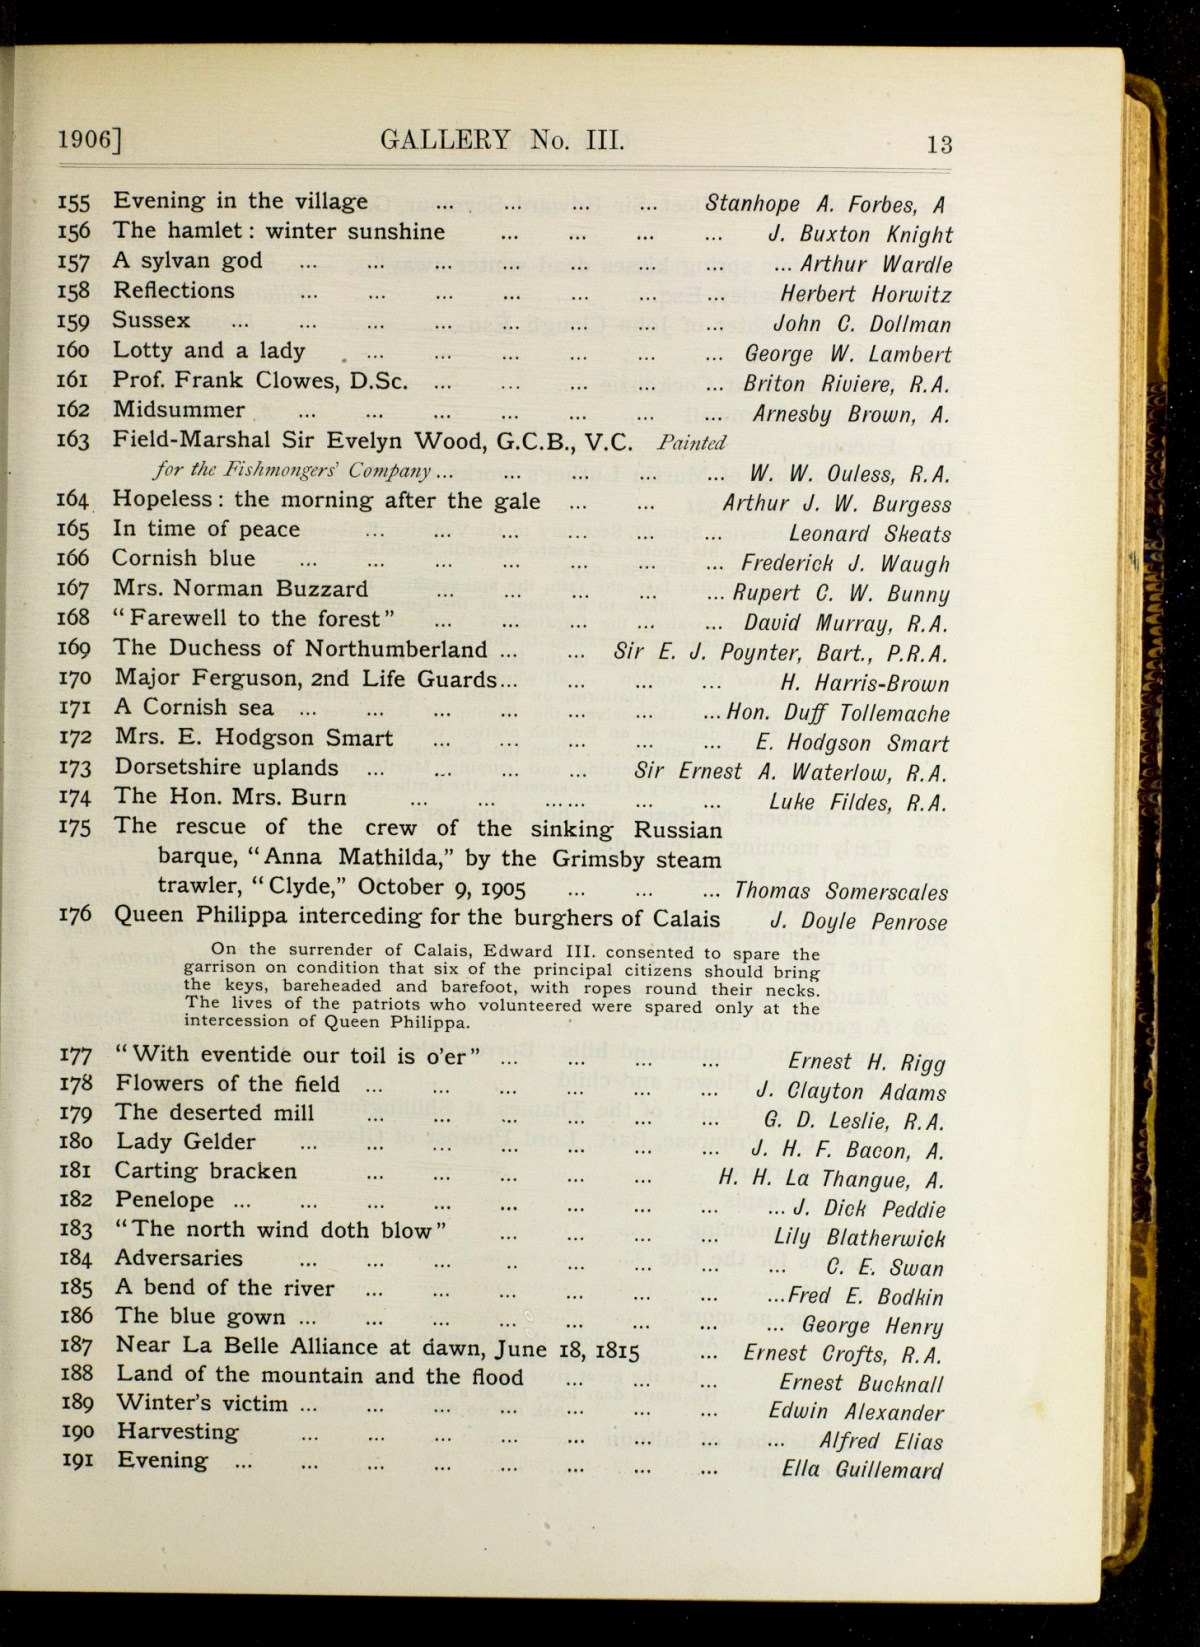 1906] GALLERY No. III. 13
155 Evening in the village ... ... ... ... Stanhope A. Forbes, A
156 The hamlet : winter sunshine ... ... ... ... J. Buxton Knight
157 A sylvan god ... ... ... ... ... ... ... ... Arthur Wardle
158 Reflections ... ... ... ... ... ... ... Herbert Horwitz
159 Sussex ... ... ... ... ... ... ... ... John C. Dollman
160 Lotty and a lady ... ... ... ... ... ... George W. Lambert
161 Prof. Frank Clowes, D.Sc. ... ... ... ... ... Briton Riviere, R.A.
162 Midsummer ... ... ... ... ... ... ... Arnesby Brown, A.
163 Field-Marshal Sir Evelyn Wood, G.C.B., V.C. Painted
for the Fishmongers' Company ... ... ... ... ... W. W. Ouless, R.A.
164 Hopeless : the morning after the gale ... ... Arthur J. W. Burgess
165 In time of peace ... ... ... ... ... ... Leonard Skeats
166 Cornish blue ... ... ... ... ... ... ... Frederick J. Waugh
167 Mrs. Norman Buzzard ... ... ... ... ... Rupert C. W. Bunny
168 "Farewell to the forest" ... ... ... ... ... David Murray, R.A.
169 The Duchess of Northumberland ... ... Sir E. J. Poynter, Bart., P.R.A.
170 Major Ferguson, 2nd Life Guards... ... ... ... H. Harris-Brown
171 A Cornish sea ... ... ... ... ... ... ... Hon. Duff Tollemache
172 Mrs. E. Hodgson Smart ... ... ... ... ... E. Hodgson Smart
173 Dorsetshire uplands ... ... ... ... Sir Ernest A. Waterlow, R.A.
174 The Hon. Mrs. Burn ... ... ...... ... ... Luke Fildes, R.A.
175 The rescue of the crew of the sinking Russian
barque, "Anna Mathilda," by the Grimsby steam
trawler, "Clyde," October 9, 1905 ... ... ... Thomas Somerscales
176 Queen Philippa interceding for the burghers of Calais J. Doyle Penrose
On the surrender of Calais, Edward III. consented to spare the
garrison on condition that six of the principal citizens should bring
the keys, bareheaded and barefoot, with ropes round their necks.
The lives of the patriots who volunteered were spared only at the
intercession of Queen Philippa.
177 "With eventide our toil is o'er" ... ... ... ... Ernest H. Rigg
178 Flowers of the field ... ... ... ... ... ... J. Clayton Adams
179 The deserted mill ... ... ... ... ... ... G. D. Leslie, R.A.
180 Lady Gelder ... ... ... ... ... ... ... J. H. F. Bacon, A.
181 Carting bracken ... ... ... ... ... H. H. La Thangue, A.
182 Penelope ... ... ... ... ... ... ... ... ... J. Dick Peddie
183 "The north wind doth blow" ... ... ... ... Lily Blatherwick
184 Adversaries ... ... ... .. ... ... ... ... C. E. Swan
185 A bend of the river ... ... ... ... ... ... ... Fred E. Bodkin
186 The blue gown ... ... ... ... ... ... ... ... George Henry
187 Near La Belle Alliance at dawn, June 18, 1815 ... Ernest Crofts, R.A.
188 Land of the mountain and the flood ... ... ... Ernest Bucknall
189 Winter's victim ... ... ... ... ... ... ... Edwin Alexander
190 Harvesting ... ... ... ... ... ... ... ... Alfred Elias
191 Evening ... ... ... ... ... ... ... ... Ella Guillemard